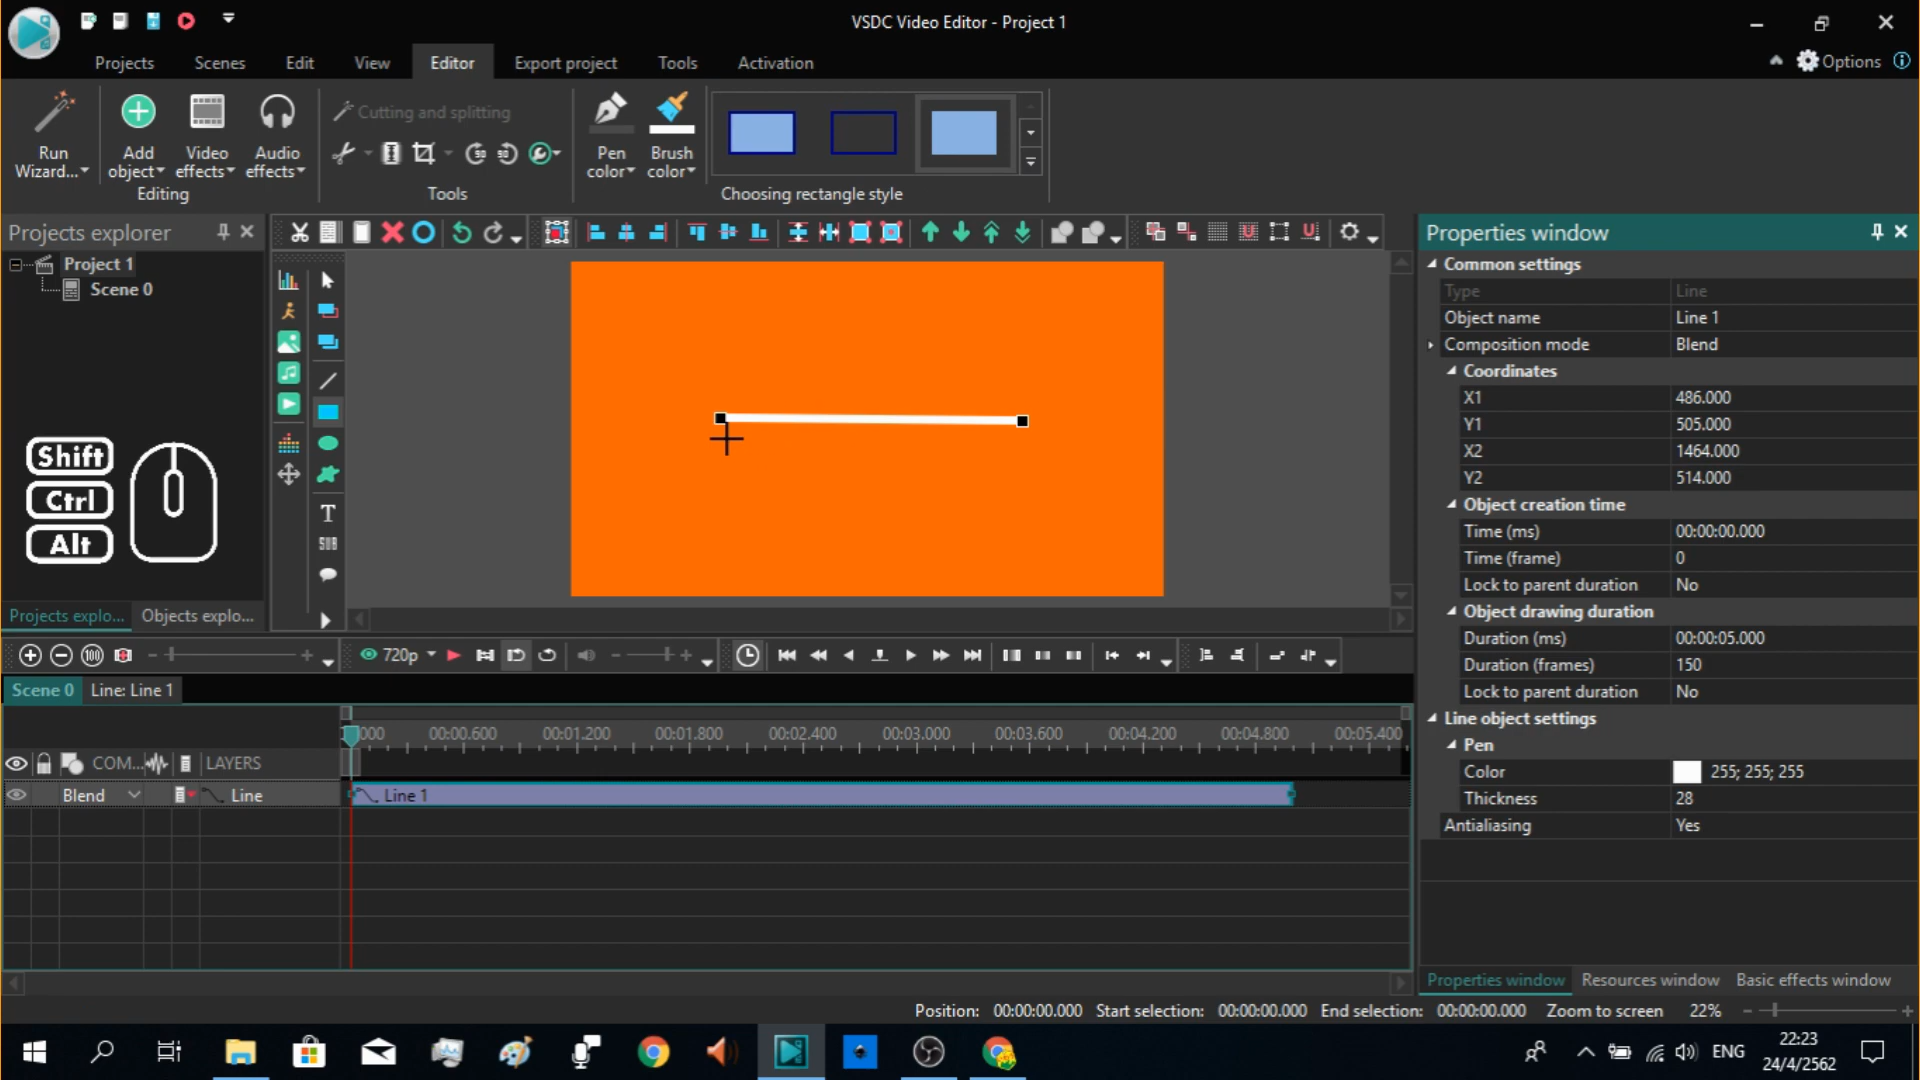 VSDC Video Editor - Project 1
Projects
Scenes
Edit
View
Editor
Export project
Tools
Activation
Options
Cutting and splitting
Run
Wizard...
Add
object
Video
effects
Audio
effects
Pen
color
Brush
color
Editing
Tools
Choosing rectangle style
Projects explorer
Project 1
Scene 0
Shift
Ctrl
Alt
T
SUB
Projects explo...
Objects explo...
Properties window
Common settings
Type Line
Object name Line 1
Composition mode Blend
Coordinates
X1 486.000
Y1 505.000
X2 1464.000
Y2 514.000
Object creation time
Time (ms) 00:00:00.000
Time (frame) 0
Lock to parent duration No
Object drawing duration
Duration (ms) 00:00:05.000
Duration (frames) 150
Lock to parent duration No
Line object settings
Pen
Color 255; 255; 255
Thickness 28
Antialiasing Yes
100
720p
Scene 0
Line: Line 1
000 00:00.600 00:01.200 00:01.800 00:02.400 00:03.000 00:03.600 00:04.200 00:04.800 00:05.400
COM... LAYERS
Blend Line Line 1
Properties window Resources window Basic effects window
Position: 00:00:00.000 Start selection: 00:00:00.000 End selection: 00:00:00.000 Zoom to screen 22%
ENG
22:23
24/4/2562